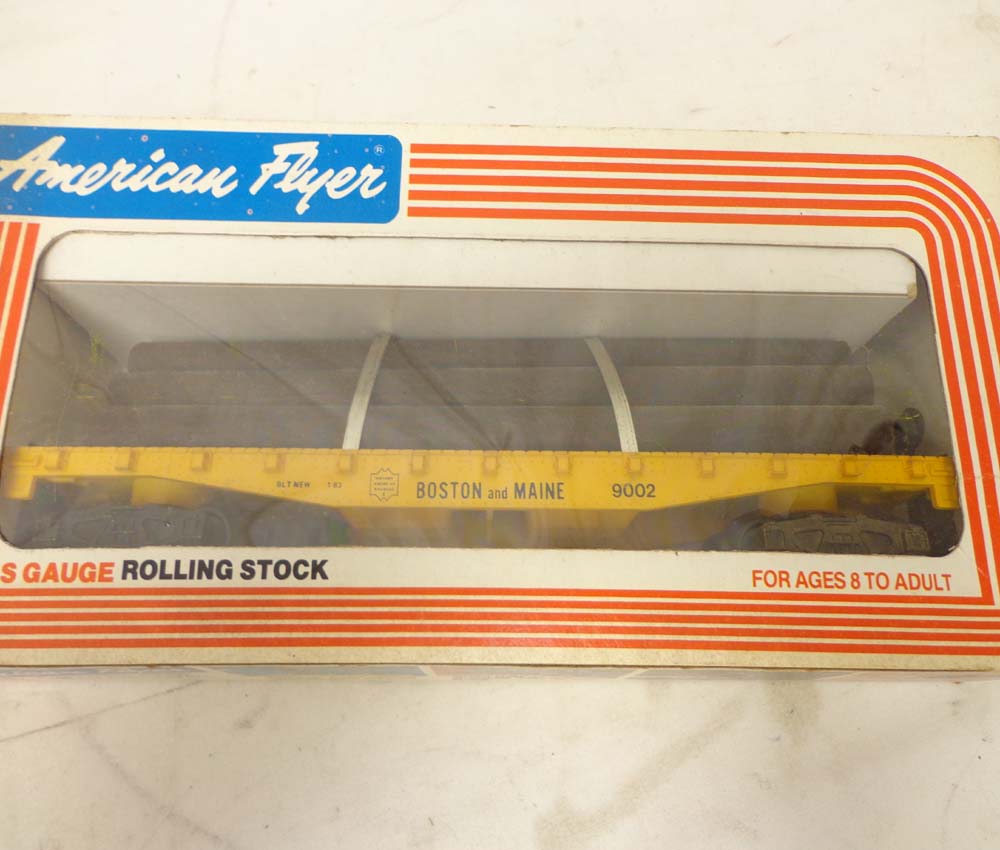 American Flyer ®
BLT NEW 1 83
BOSTON and MAINE 9002
S GAUGE ROLLING STOCK
FOR AGES 8 TO ADULT